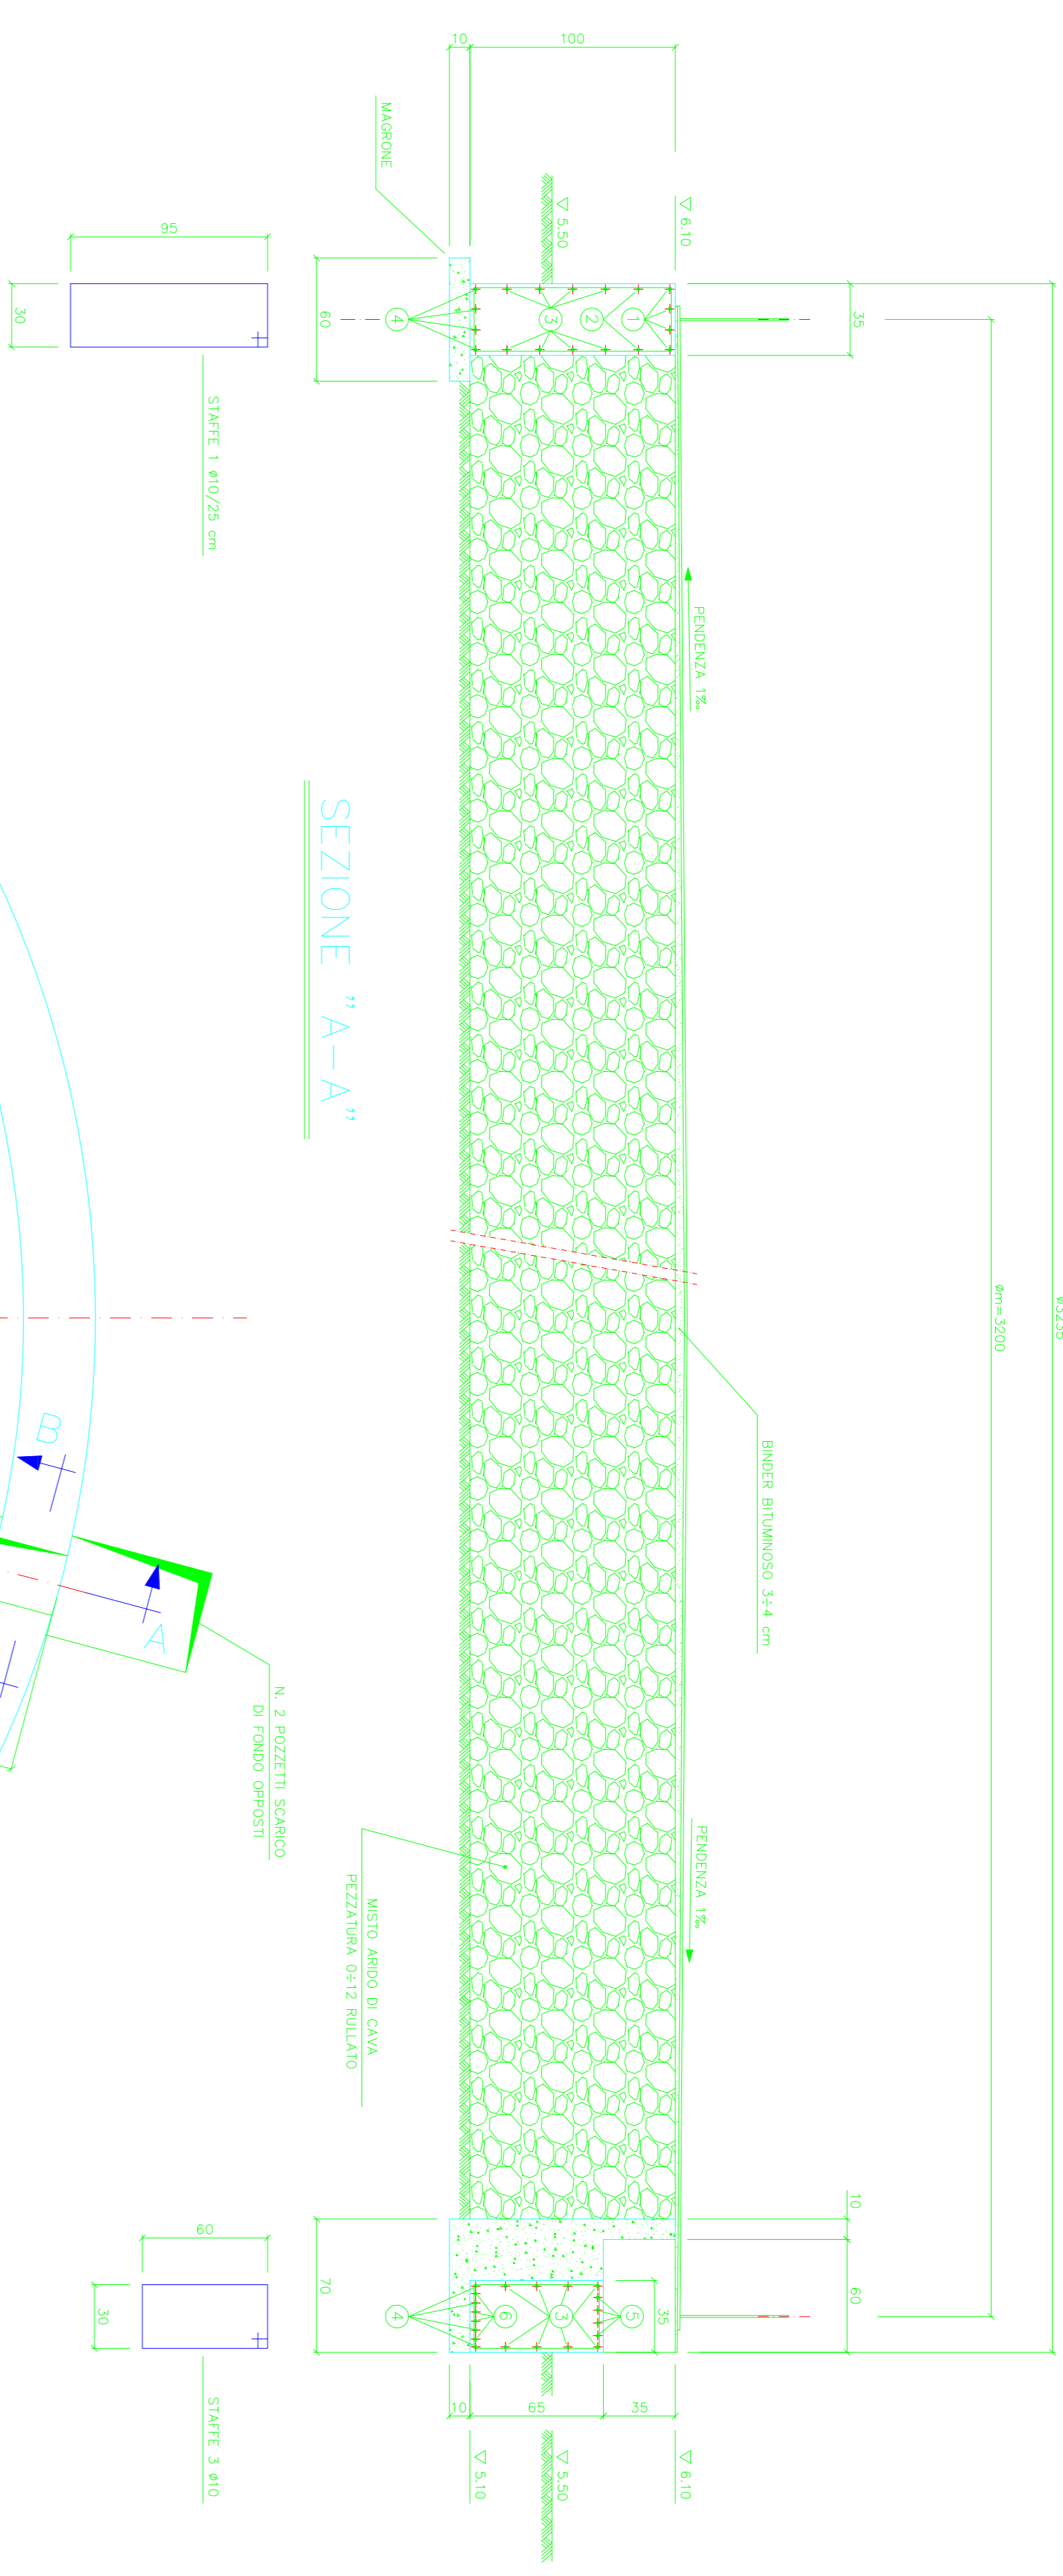 ø3235
øm=3200
35
10
60
BINDER BITUMINOSO 3÷4 cm
PENDENZA 1‰
PENDENZA 1‰
▽ 6.10
▽ 5.50
▽ 6.10
▽ 5.50
▽ 5.10
100
10
1
2
3
4
5
3
6
4
35
35
65
10
MAGRONE
60
70
MISTO ARIDO DI CAVA
PEZZATURA 0÷12 RULLATO
SEZIONE "A-A"
95
30
STAFFE 1 ø10/25 cm
60
30
STAFFE 3 ø10
N. 2 POZZETTI SCARICO
DI FONDO OPPOSTI
B
A